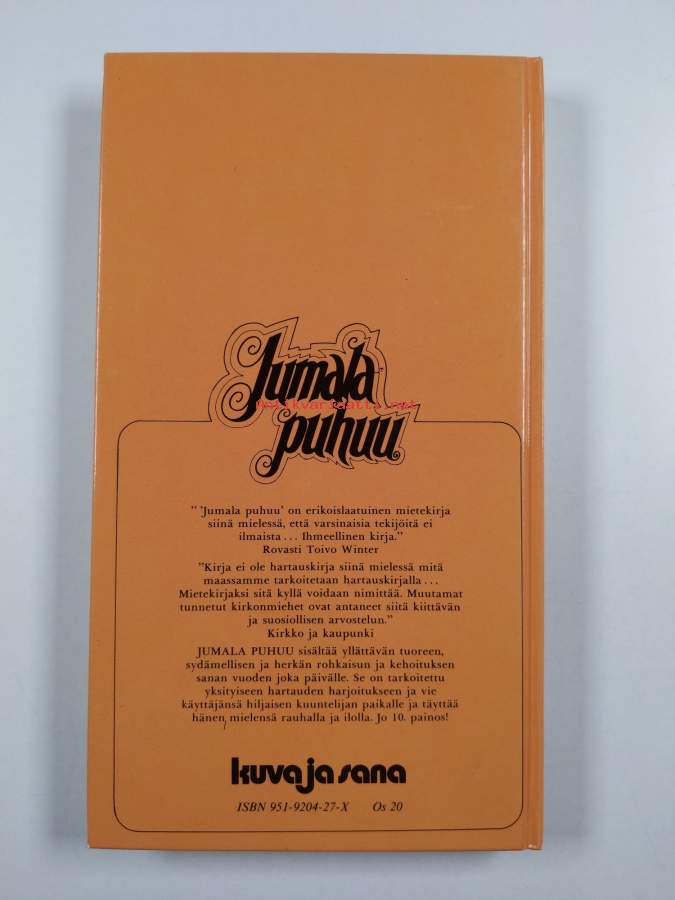 Jumala
antikvariaatti.net
puhuu
" 'Jumala puhuu' on erikoislaatuinen mietekirja
siinä mielessä, että varsinaisia tekijöitä ei
ilmaista... Ihmeellinen kirja."
Rovasti Toivo Winter
"Kirja ei ole hartauskirja siinä mielessä mitä
maassamme tarkoitetaan hartauskirjalla...
Mietekirjaksi sitä kyllä voidaan nimittää. Muutamat
tunnetut kirkonmiehet ovat antaneet siitä kiittävän
ja suosiollisen arvostelun."
Kirkko ja kaupunki
JUMALA PUHUU sisältää yllättävän tuoreen,
sydämellisen ja herkän rohkaisun ja kehoituksen
sanan vuoden joka päivälle. Se on tarkoitettu
yksityiseen hartauden harjoitukseen ja vie
käyttäjänsä hiljaisen kuuntelijan paikalle ja täyttää
hänen mielensä rauhalla ja ilolla. Jo 10. painos!
kuva ja sana
ISBN 951-9204-27-X Os 20